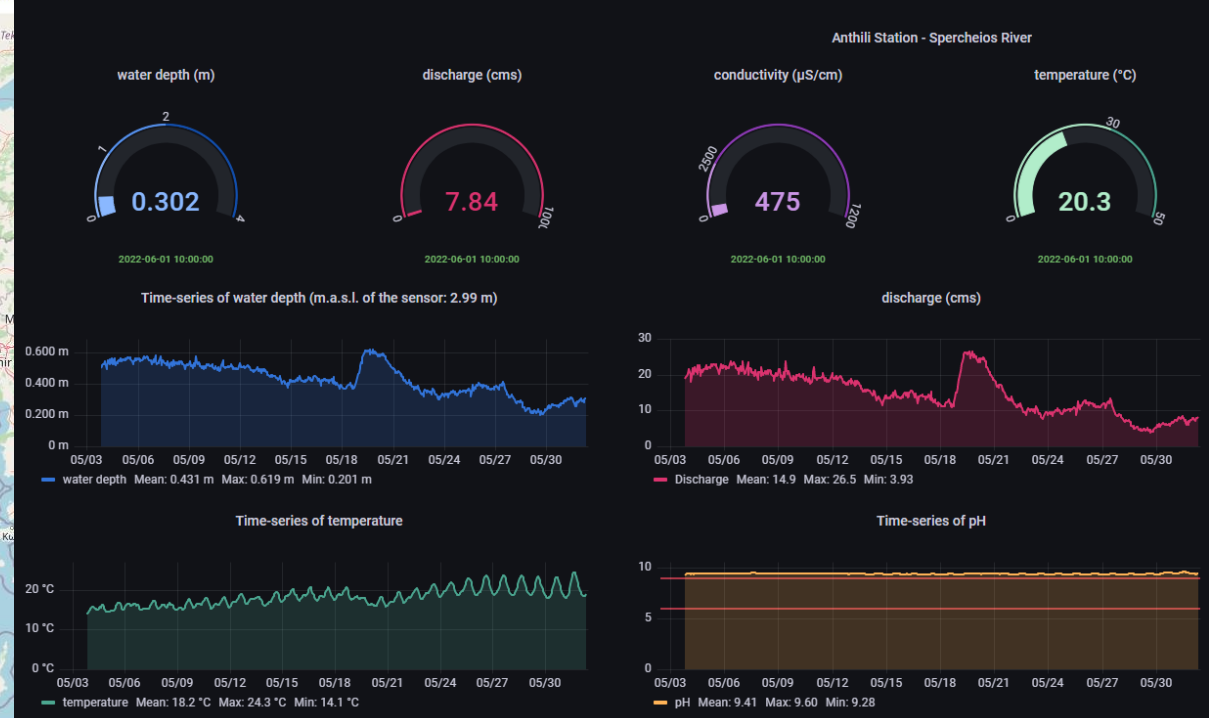 Anthili Station - Spercheios River
water depth (m)
discharge (cms)
conductivity (µS/cm)
temperature (°C)
0 1 2 4
0.302
0
7.84
0 2500
475
0 30 50
20.3
2022-06-01 10:00:00
2022-06-01 10:00:00
2022-06-01 10:00:00
2022-06-01 10:00:00
Time-series of water depth (m.a.s.l. of the sensor: 2.99 m)
0.600 m
0.400 m
0.200 m
0 m
05/03 05/06 05/09 05/12 05/15 05/18 05/21 05/24 05/27 05/30
water depth Mean: 0.431 m Max: 0.619 m Min: 0.201 m
discharge (cms)
30
20
10
0
05/03 05/06 05/09 05/12 05/15 05/18 05/21 05/24 05/27 05/30
Discharge Mean: 14.9 Max: 26.5 Min: 3.93
Time-series of temperature
20 °C
10 °C
0 °C
05/03 05/06 05/09 05/12 05/15 05/18 05/21 05/24 05/27 05/30
temperature Mean: 18.2 °C Max: 24.3 °C Min: 14.1 °C
Time-series of pH
10
5
0
05/03 05/06 05/09 05/12 05/15 05/18 05/21 05/24 05/27 05/30
pH Mean: 9.41 Max: 9.60 Min: 9.28